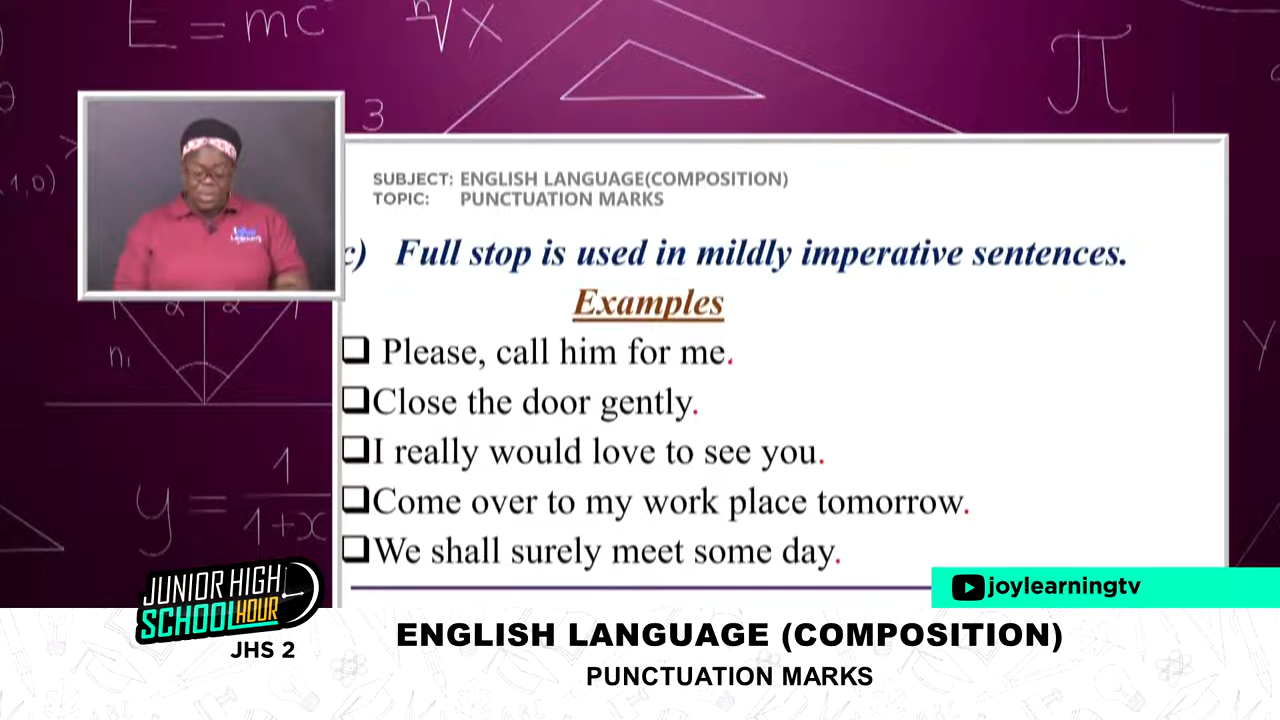 E = mc
n√x
π
3
,1,0)
θ
SUBJECT: ENGLISH LANGUAGE(COMPOSITION)
TOPIC: PUNCTUATION MARKS
c) Full stop is used in mildly imperative sentences.
Examples
❑ Please, call him for me.
❑Close the door gently.
❑I really would love to see you.
❑Come over to my work place tomorrow.
❑We shall surely meet some day.
α α
n₁
y = 1
1+x
Y
joylearningtv
JUNIOR HIGH
SCHOOL HOUR
JHS 2
ENGLISH LANGUAGE (COMPOSITION)
PUNCTUATION MARKS